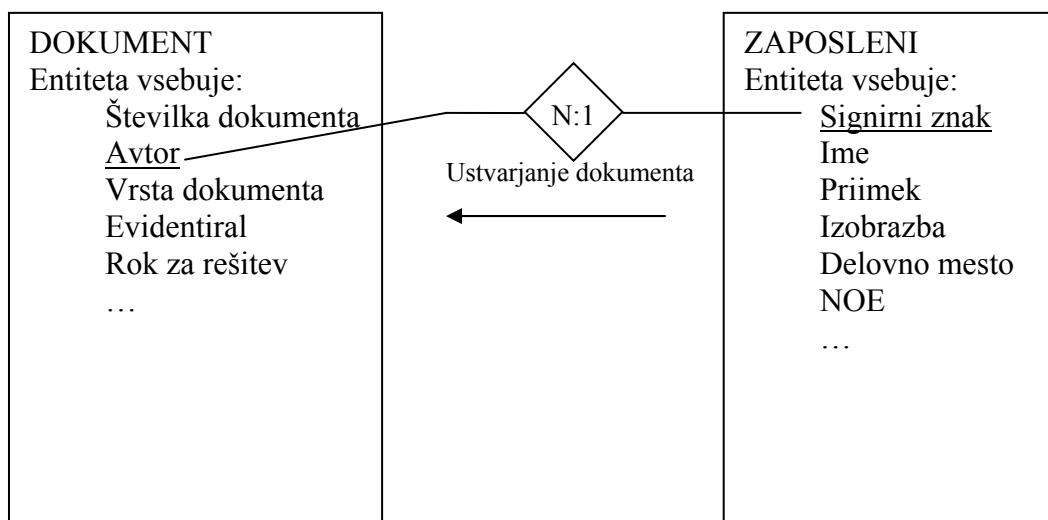 DOKUMENT
Entiteta vsebuje:
Številka dokumenta
Avtor
Vrsta dokumenta
Evidentiral
Rok za rešitev
…
N:1
Ustvarjanje dokumenta
ZAPOSLENI
Entiteta vsebuje:
Signirni znak
Ime
Priimek
Izobrazba
Delovno mesto
NOE
…